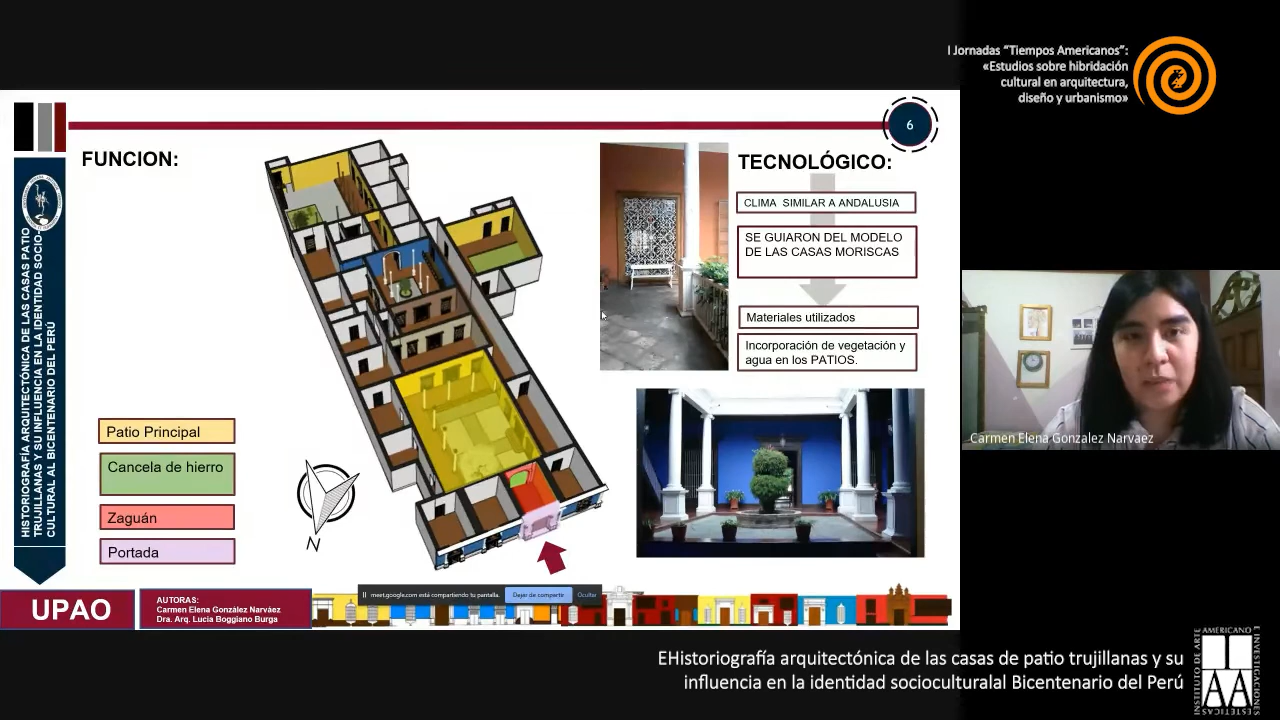 I Jornadas "Tiempos Americanos":
«Estudios sobre hibridación
cultural en arquitectura,
diseño y urbanismo»
6
FUNCION:
TECNOLÓGICO:
CLIMA SIMILAR A ANDALUSIA
SE GUIARON DEL MODELO
DE LAS CASAS MORISCAS
Materiales utilizados
Incorporación de vegetación y
agua en los PATIOS.
HISTORIOGRAFÍA ARQUITECTÓNICA DE LAS CASAS PATIO
TRUJILLANAS Y SU INFLUENCIA EN LA IDENTIDAD SOCIO-
CULTURAL AL BICENTENARIO DEL PERÚ
Patio Principal
Cancela de hierro
Zaguán
Portada
N
Carmen Elena Gonzalez Narvaez
UPAO
AUTORAS:
Carmen Elena Gonzàlez Narvàez
Dra. Arq. Lucia Boggiano Burga
meet.google.com está compartiendo tu pantalla.
Dejar de compartir
Ocultar
EHistoriografía arquitectónica de las casas de patio trujillanas y su
influencia en la identidad socioculturalal Bicentenario del Perú
INSTITUTO DE ARTE
AMERICANO
E INVESTIGACIONES
ESTÉTICAS
IAA